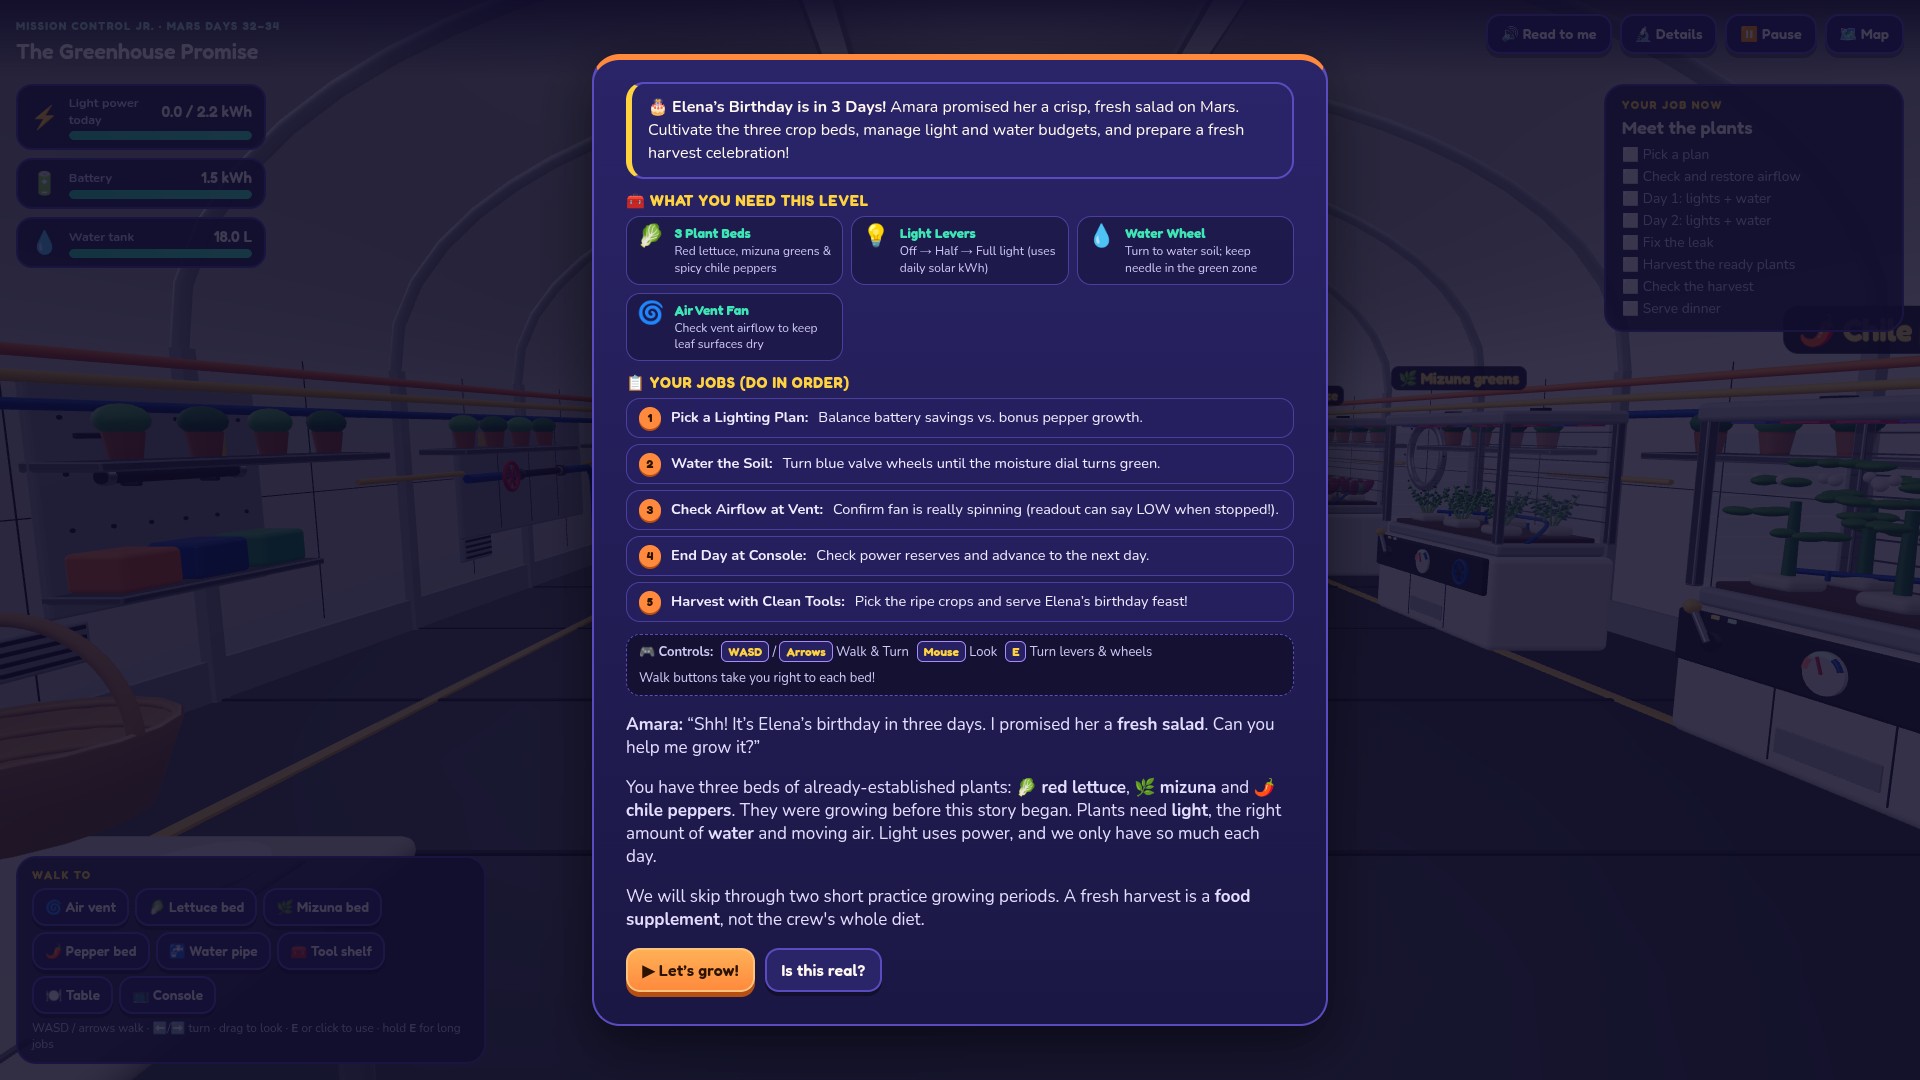 MISSION CONTROL JR. · MARS DAYS 32–34
The Greenhouse Promise
🔊 Read to me
🔬 Details
⏸️ Pause
🗺️ Map
⚡ Light power
today
0.0 / 2.2 kWh
🔋 Battery
1.5 kWh
💧 Water tank
18.0 L
🎂 Elena’s Birthday is in 3 Days! Amara promised her a crisp, fresh salad on Mars.
Cultivate the three crop beds, manage light and water budgets, and prepare a fresh
harvest celebration!
🧰 WHAT YOU NEED THIS LEVEL
🥬 3 Plant Beds
Red lettuce, mizuna greens &
spicy chile peppers
💡 Light Levers
Off → Half → Full light (uses
daily solar kWh)
💧 Water Wheel
Turn to water soil; keep
needle in the green zone
🌀 Air Vent Fan
Check vent airflow to keep
leaf surfaces dry
📋 YOUR JOBS (DO IN ORDER)
1 Pick a Lighting Plan: Balance battery savings vs. bonus pepper growth.
2 Water the Soil: Turn blue valve wheels until the moisture dial turns green.
3 Check Airflow at Vent: Confirm fan is really spinning (readout can say LOW when stopped!).
4 End Day at Console: Check power reserves and advance to the next day.
5 Harvest with Clean Tools: Pick the ripe crops and serve Elena’s birthday feast!
🎮 Controls: WASD / Arrows Walk & Turn Mouse Look E Turn levers & wheels
Walk buttons take you right to each bed!
Amara: “Shh! It’s Elena’s birthday in three days. I promised her a fresh salad. Can you
help me grow it?”
You have three beds of already-established plants: 🥬 red lettuce, 🌿 mizuna and 🌶️
chile peppers. They were growing before this story began. Plants need light, the right
amount of water and moving air. Light uses power, and we only have so much each
day.
We will skip through two short practice growing periods. A fresh harvest is a food
supplement, not the crew's whole diet.
▶ Let’s grow!
Is this real?
YOUR JOB NOW
Meet the plants
⬜ Pick a plan
⬜ Check and restore airflow
⬜ Day 1: lights + water
⬜ Day 2: lights + water
⬜ Fix the leak
⬜ Harvest the ready plants
⬜ Check the harvest
⬜ Serve dinner
🌶️ Chile
🌿 Mizuna greens
WALK TO
🌀 Air vent
🥬 Lettuce bed
🌿 Mizuna bed
🌶️ Pepper bed
🚰 Water pipe
🧰 Tool shelf
🍽️ Table
📺 Console
WASD / arrows walk · ⬅️/➡️ turn · drag to look · E or click to use · hold E for long
jobs